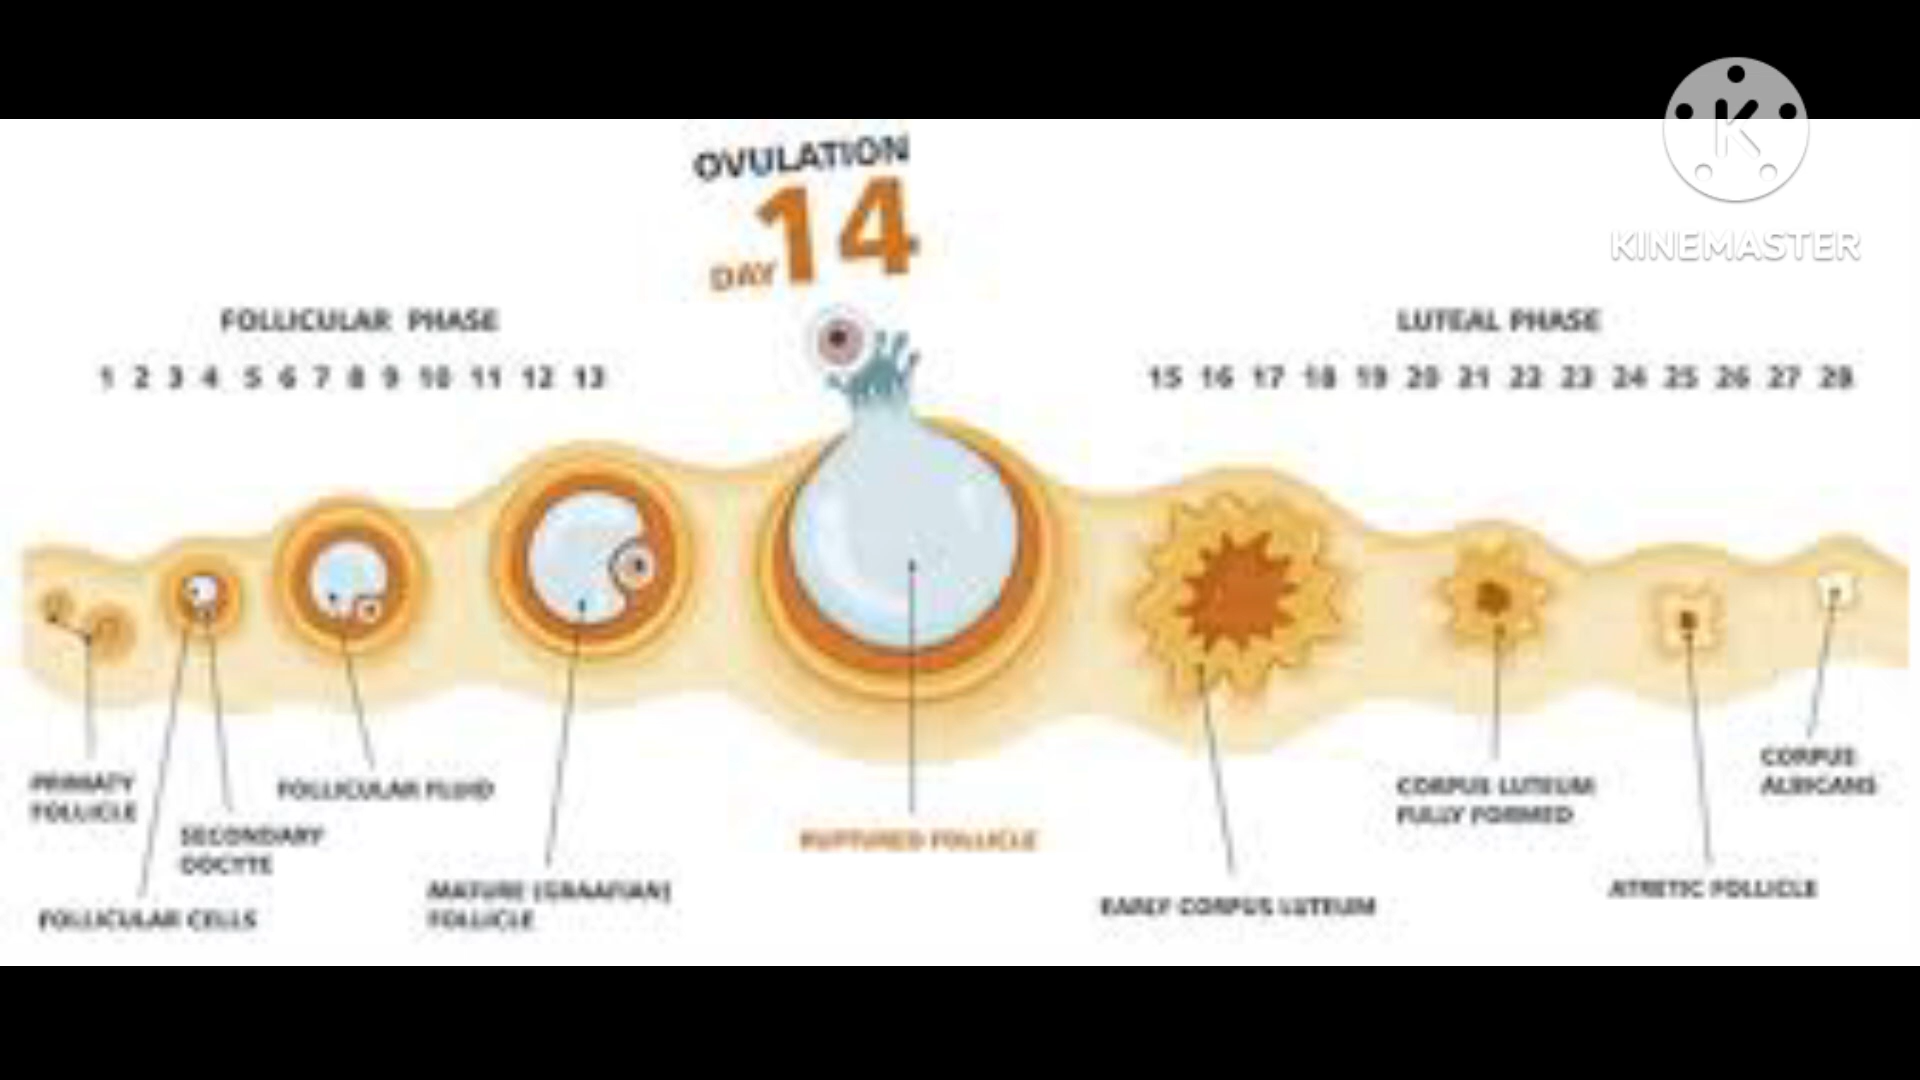 OVULATION
DAY 14
K
KINEMASTER
FOLLICULAR PHASE
1 2 3 4 5 6 7 8 9 10 11 12 13
LUTEAL PHASE
15 16 17 18 19 20 21 22 23 24 25 26 27 28
PRIMATY
FOLLICLE
FOLLICULAR FLUID
SECONDARY
OOCYTE
FOLLICULAR CELLS
MATURE (GRAAFIAN)
FOLLICLE
RUPTURED FOLLICLE
EARLY CORPUS LUTEUM
CORPUS LUTEUM
FULLY FORMED
ATRETIC FOLLICLE
CORPUS
ALBICANS